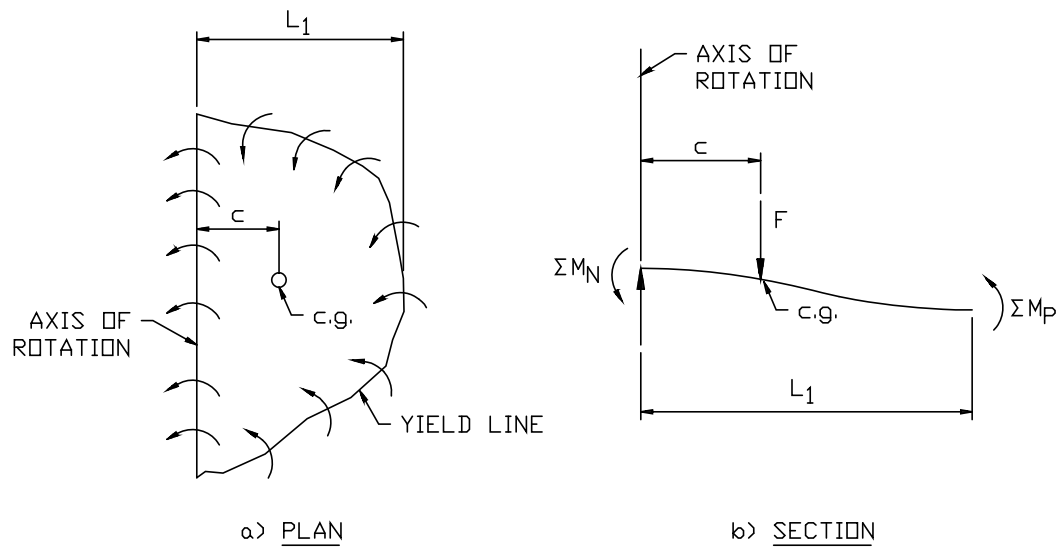 L1
c
c.g.
AXIS OF
ROTATION
YIELD LINE
a) PLAN
AXIS OF
ROTATION
c
F
ΣMN
c.g.
ΣMP
L1
b) SECTION